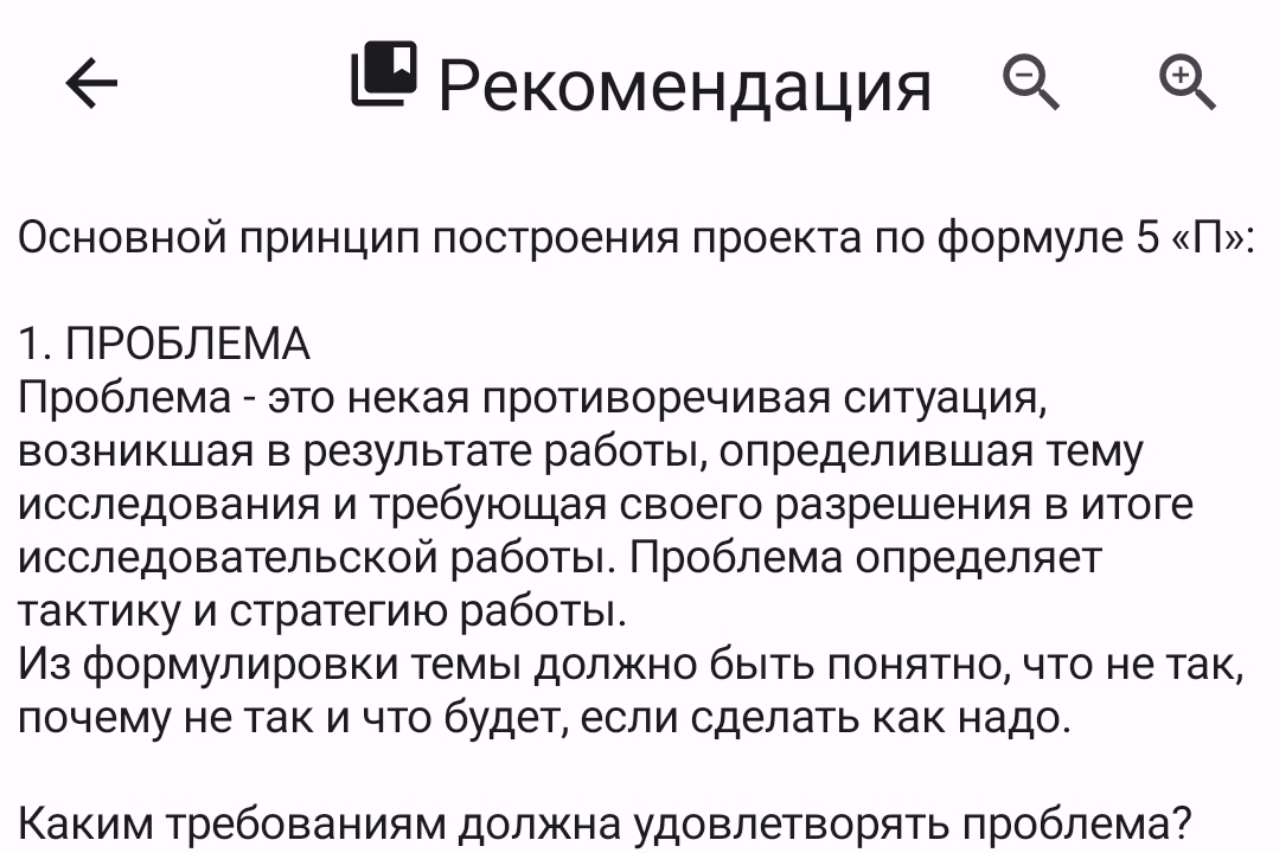 Рекомендация
Основной принцип построения проекта по формуле 5 «П»:
1. ПРОБЛЕМА
Проблема - это некая противоречивая ситуация,
возникшая в результате работы, определившая тему
исследования и требующая своего разрешения в итоге
исследовательской работы. Проблема определяет
тактику и стратегию работы.
Из формулировки темы должно быть понятно, что не так,
почему не так и что будет, если сделать как надо.
Каким требованиям должна удовлетворять проблема?